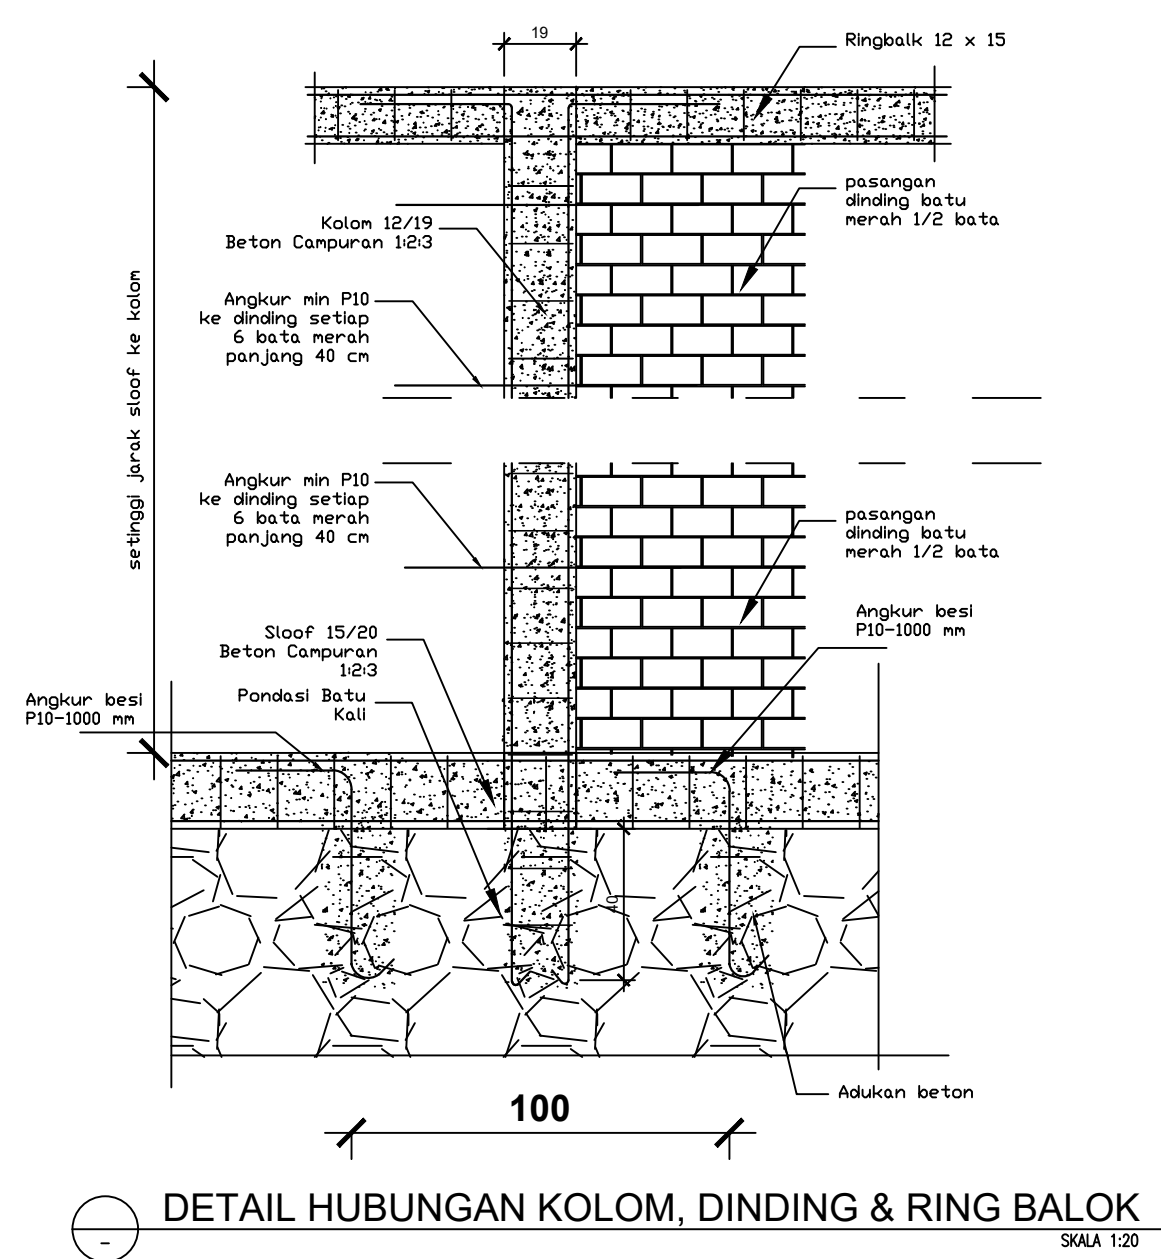 19
Ringbalk 12 x 15
pasangan
dinding batu
merah 1/2 bata
Kolom 12/19
Beton Campuran 1:2:3
Angkur min P10
ke dinding setiap
6 bata merah
panjang 40 cm
setinggi jarak sloof ke kolom
Angkur min P10
ke dinding setiap
6 bata merah
panjang 40 cm
pasangan
dinding batu
merah 1/2 bata
Angkur besi
P10-1000 mm
Sloof 15/20
Beton Campuran
1:2:3
Pondasi Batu
Kali
Angkur besi
P10-1000 mm
40
Adukan beton
100
DETAIL HUBUNGAN KOLOM, DINDING & RING BALOK
-
SKALA 1:20